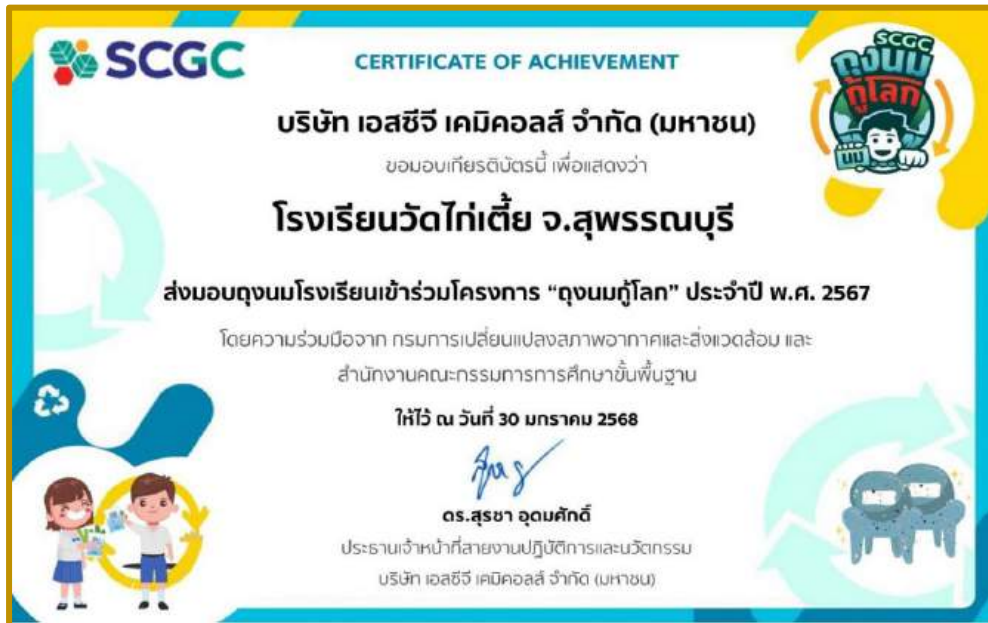 SCGC
CERTIFICATE OF ACHIEVEMENT
SCGC
ถุงนม
กู้โลก
นม
บริษัท เอสซีจี เคมิคอลส์ จำกัด (มหาชน)
ขอมอบเกียรติบัตรนี้ เพื่อแสดงว่า
โรงเรียนวัดไก่เตี้ย จ.สุพรรณบุรี
ส่งมอบถุงนมโรงเรียนเข้าร่วมโครงการ “ถุงนมกู้โลก” ประจำปี พ.ศ. 2567
โดยความร่วมมือจาก กรมการเปลี่ยนแปลงสภาพอากาศและสิ่งแวดล้อม และ
สำนักงานคณะกรรมการการศึกษาขั้นพื้นฐาน
ให้ไว้ ณ วันที่ 30 มกราคม 2568
ดร.สุรชา อุดมศักดิ์
ประธานเจ้าหน้าที่สายงานปฏิบัติการและนวัตกรรม
บริษัท เอสซีจี เคมิคอลส์ จำกัด (มหาชน)